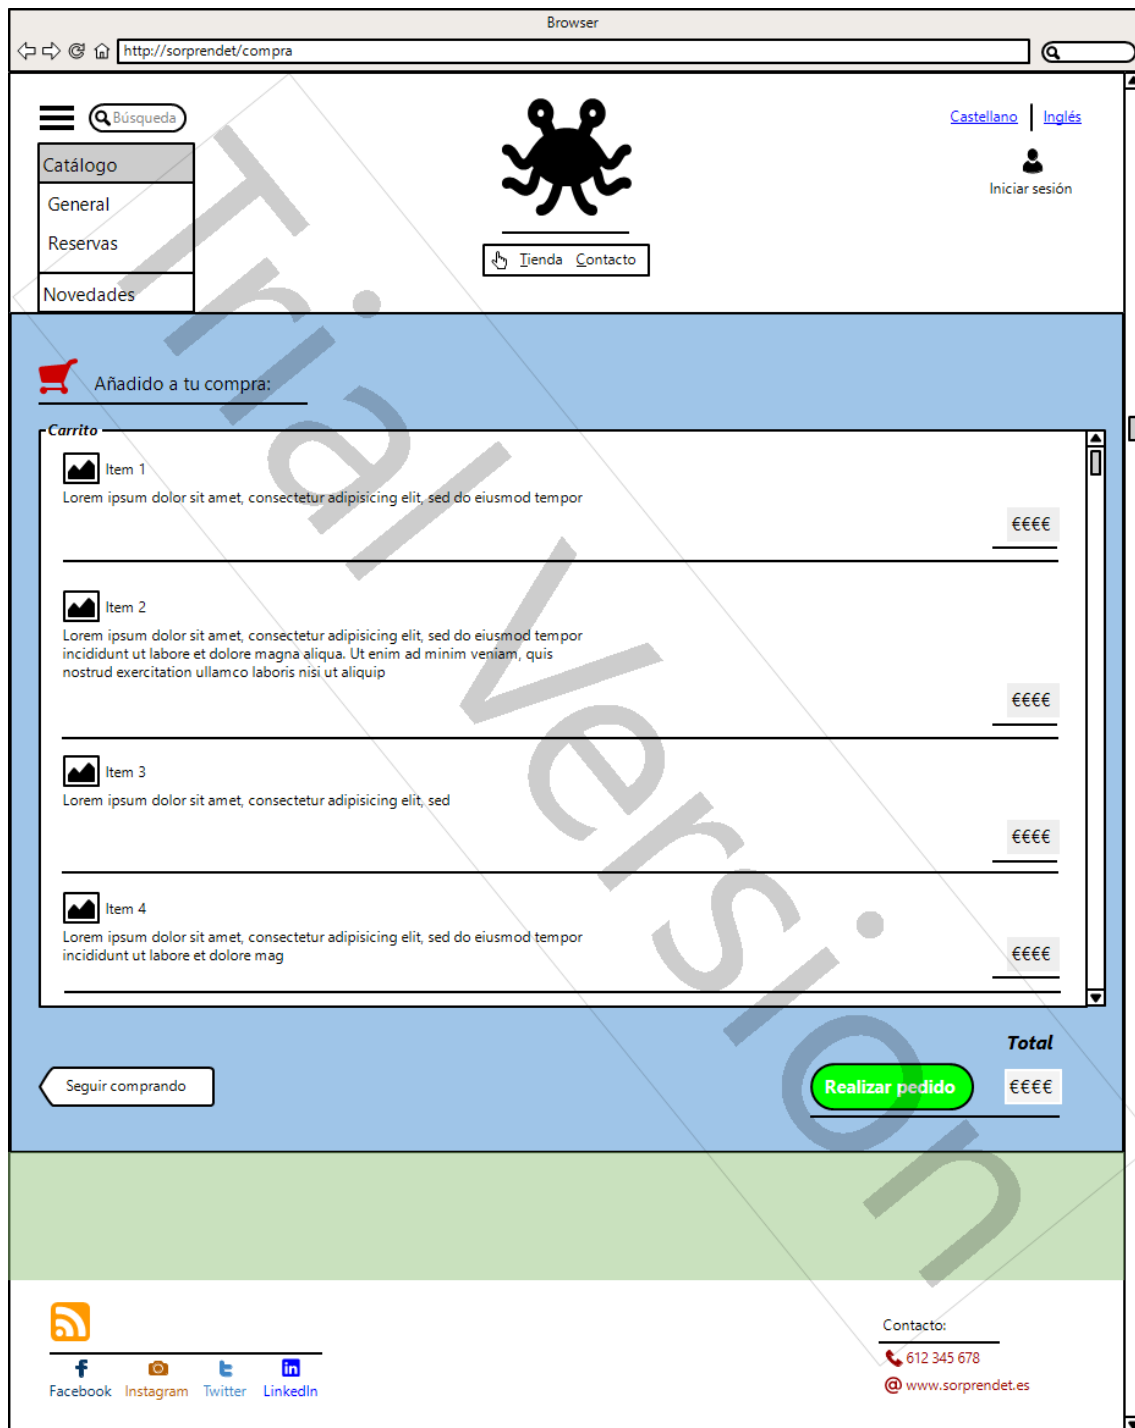 Browser
http://sorprendet/compra
Búsqueda
Castellano Inglés
Catálogo
General
Reservas
Novedades
Iniciar sesión
Tienda Contacto
Añadido a tu compra:
Carrito
Item 1
Lorem ipsum dolor sit amet, consectetur adipisicing elit, sed do eiusmod tempor
€€€€
Item 2
Lorem ipsum dolor sit amet, consectetur adipisicing elit, sed do eiusmod tempor
incididunt ut labore et dolore magna aliqua. Ut enim ad minim veniam, quis
nostrud exercitation ullamco laboris nisi ut aliquip
€€€€
Item 3
Lorem ipsum dolor sit amet, consectetur adipisicing elit, sed
€€€€
Item 4
Lorem ipsum dolor sit amet, consectetur adipisicing elit, sed do eiusmod tempor
incididunt ut labore et dolore mag
€€€€
Total
Seguir comprando
Realizar pedido
€€€€
Facebook Instagram Twitter LinkedIn
Contacto:
612 345 678
@ www.sorprendet.es
Trial Version